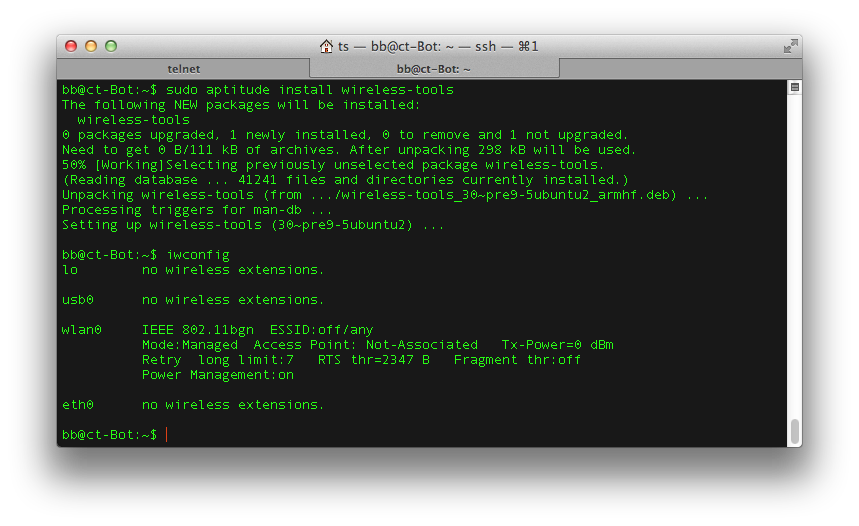 ts — bb@ct-Bot: ~ — ssh — ⌘1
telnet
bb@ct-Bot: ~
bb@ct-Bot:~$ sudo aptitude install wireless-tools
The following NEW packages will be installed:
  wireless-tools
0 packages upgraded, 1 newly installed, 0 to remove and 1 not upgraded.
Need to get 0 B/111 kB of archives. After unpacking 298 kB will be used.
50% [Working]Selecting previously unselected package wireless-tools.
(Reading database ... 41241 files and directories currently installed.)
Unpacking wireless-tools (from .../wireless-tools_30~pre9-5ubuntu2_armhf.deb) ...
Processing triggers for man-db ...
Setting up wireless-tools (30~pre9-5ubuntu2) ...
bb@ct-Bot:~$ iwconfig
lo        no wireless extensions.
usb0      no wireless extensions.
wlan0     IEEE 802.11bgn  ESSID:off/any
          Mode:Managed  Access Point: Not-Associated   Tx-Power=0 dBm
          Retry  long limit:7   RTS thr=2347 B   Fragment thr:off
          Power Management:on
eth0      no wireless extensions.
bb@ct-Bot:~$